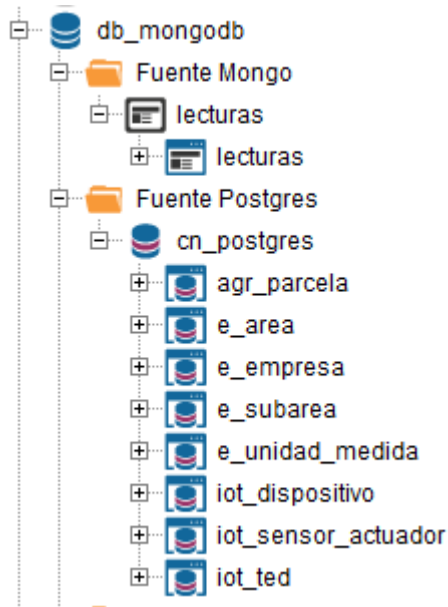 db_mongodb
Fuente Mongo
lecturas
lecturas
Fuente Postgres
cn_postgres
agr_parcela
e_area
e_empresa
e_subarea
e_unidad_medida
iot_dispositivo
iot_sensor_actuador
iot_ted